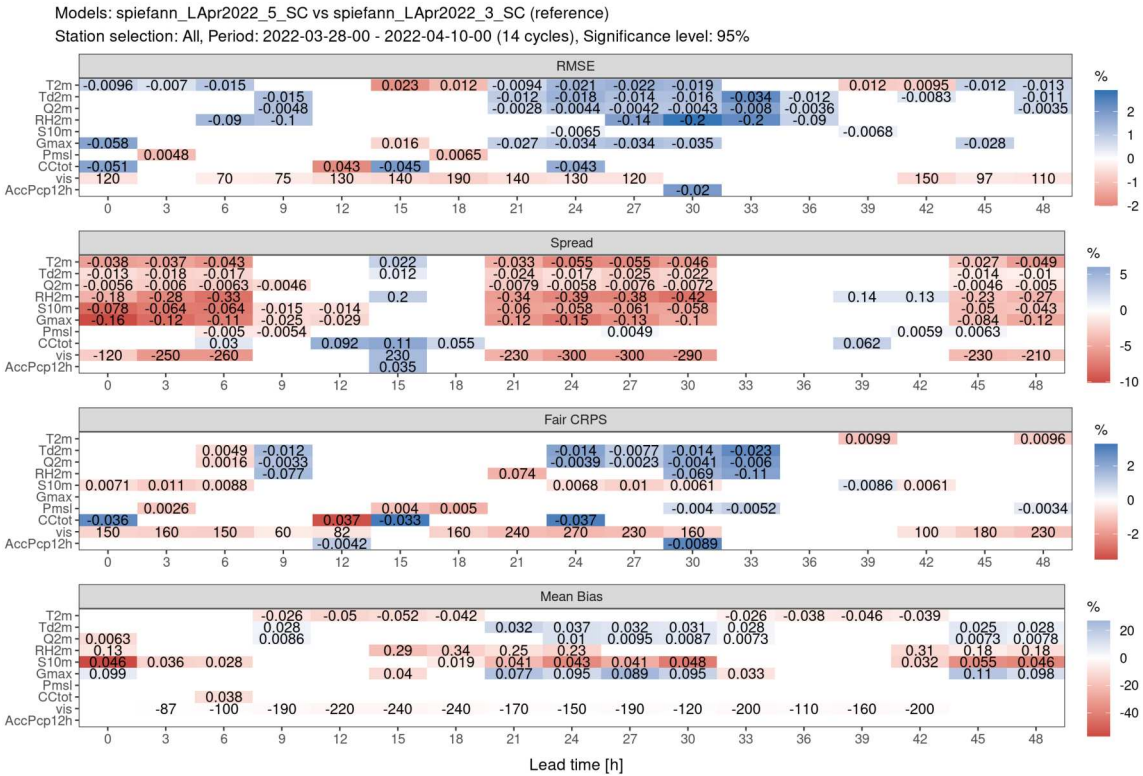 Models: spiefann_LApr2022_5_SC vs spiefann_LApr2022_3_SC (reference)
Station selection: All, Period: 2022-03-28-00 - 2022-04-10-00 (14 cycles), Significance level: 95%
RMSE
T2m -0.0096 -0.007 -0.015 0.023 0.012 -0.0094 -0.021 -0.022 -0.019 0.012 0.0095 -0.012 -0.013
Td2m -0.015 -0.012 -0.018 -0.014 -0.016 -0.034 -0.012 -0.0083 -0.011
Q2m -0.0048 -0.0028 -0.0044 -0.0042 -0.0043 -0.008 -0.0036 -0.0035
RH2m -0.09 -0.1 -0.14 -0.2 -0.2 -0.09
S10m -0.0065 -0.0068
Gmax -0.058 0.016 -0.027 -0.034 -0.034 -0.035 -0.028
Pmsl 0.0048 0.0065
CCtot -0.051 0.043 -0.045 -0.043
vis 120 70 75 130 140 190 140 130 120 150 97 110
AccPcp12h -0.02
0 3 6 9 12 15 18 21 24 27 30 33 36 39 42 45 48
%
2
1
0
-1
-2
Spread
T2m -0.038 -0.037 -0.043 0.022 -0.033 -0.055 -0.055 -0.046 -0.027 -0.049
Td2m -0.013 -0.018 -0.017 0.012 -0.024 -0.017 -0.025 -0.022 -0.014 -0.01
Q2m -0.0056 -0.006 -0.0063 -0.0046 -0.0079 -0.0058 -0.0076 -0.0072 -0.0046 -0.005
RH2m -0.18 -0.28 -0.33 0.2 -0.34 -0.39 -0.38 -0.42 0.14 0.13 -0.23 -0.27
S10m -0.078 -0.064 -0.064 -0.015 -0.014 -0.06 -0.058 -0.061 -0.058 -0.05 -0.043
Gmax -0.16 -0.12 -0.11 -0.025 -0.029 -0.12 -0.15 -0.13 -0.1 -0.084 -0.12
Pmsl -0.005 -0.0054 0.0049 0.0059 0.0063
CCtot 0.03 0.092 0.11 0.055 0.062
vis -120 -250 -260 230 -230 -300 -300 -290 -230 -210
AccPcp12h 0.035
0 3 6 9 12 15 18 21 24 27 30 33 36 39 42 45 48
%
5
0
-5
-10
Fair CRPS
T2m 0.0099 0.0096
Td2m 0.0049 -0.012 -0.014 -0.0077 -0.014 -0.023
Q2m 0.0016 -0.0033 -0.0039 -0.0023 -0.0041 -0.006
RH2m -0.077 0.074 -0.069 -0.11
S10m 0.0071 0.011 0.0088 0.0068 0.01 0.0061 -0.0086 0.0061
Gmax
Pmsl 0.0026 0.004 0.005 -0.004 -0.0052 -0.0034
CCtot -0.036 0.037 -0.033 -0.037
vis 150 160 150 60 82 160 240 270 230 160 100 180 230
AccPcp12h -0.0042 -0.0089
0 3 6 9 12 15 18 21 24 27 30 33 36 39 42 45 48
%
2
0
-2
Mean Bias
T2m -0.026 -0.05 -0.052 -0.042 -0.026 -0.038 -0.046 -0.039
Td2m 0.028 0.032 0.037 0.032 0.031 0.028 0.025 0.028
Q2m 0.0063 0.0086 0.01 0.0095 0.0087 0.0073 0.0073 0.0078
RH2m 0.13 0.29 0.34 0.25 0.23 0.31 0.18 0.18
S10m 0.046 0.036 0.028 0.019 0.041 0.043 0.041 0.048 0.032 0.055 0.046
Gmax 0.099 0.04 0.077 0.095 0.089 0.095 0.033 0.11 0.098
Pmsl
CCtot 0.038
vis -87 -100 -190 -220 -240 -240 -170 -150 -190 -120 -200 -110 -160 -200
AccPcp12h
0 3 6 9 12 15 18 21 24 27 30 33 36 39 42 45 48
%
20
0
-20
-40
Lead time [h]